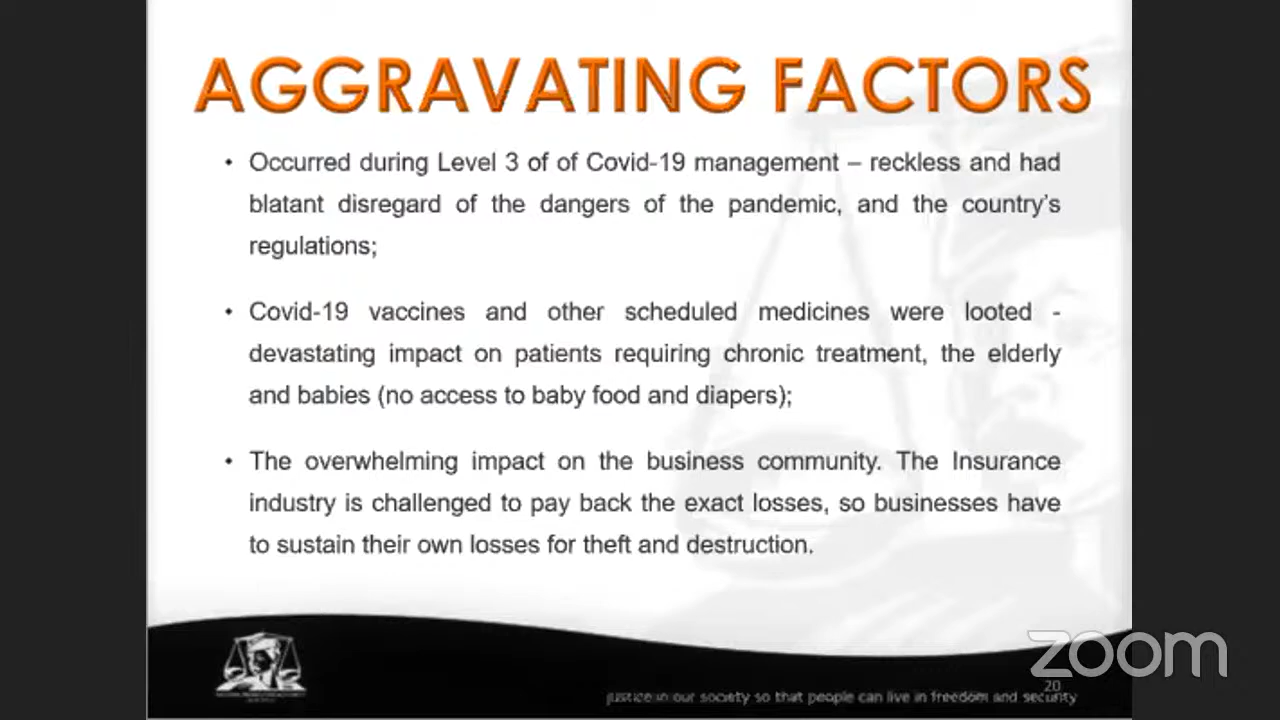 AGGRAVATING FACTORS
• Occurred during Level 3 of of Covid-19 management – reckless and had
blatant disregard of the dangers of the pandemic, and the country's
regulations;
• Covid-19 vaccines and other scheduled medicines were looted -
devastating impact on patients requiring chronic treatment, the elderly
and babies (no access to baby food and diapers);
• The overwhelming impact on the business community. The Insurance
industry is challenged to pay back the exact losses, so businesses have
to sustain their own losses for theft and destruction.
zoom
20
justice in our society so that people can live in freedom and security